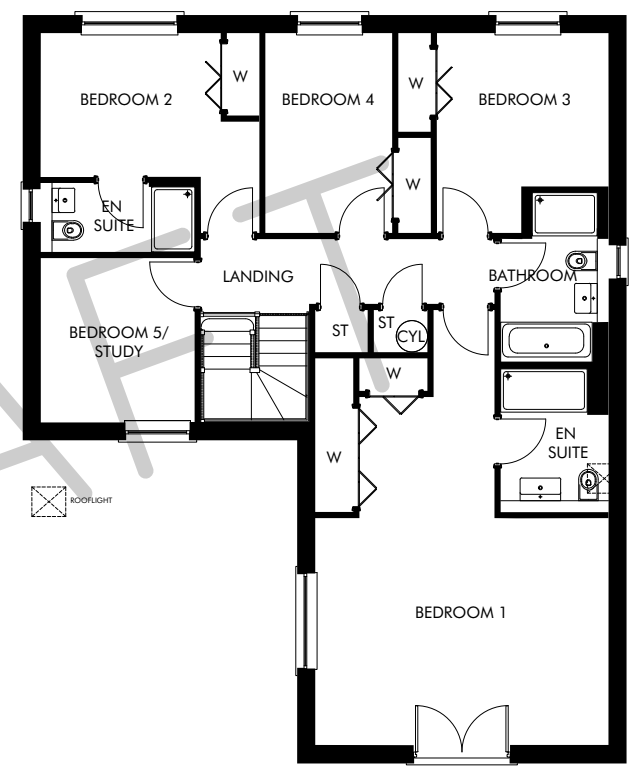 W
BEDROOM 2
BEDROOM 4
W
BEDROOM 3
W
EN
SUITE
LANDING
BATHROOM
BEDROOM 5/
STUDY
ST
ST
CYL
W
W
EN
SUITE
ROOFLIGHT
BEDROOM 1